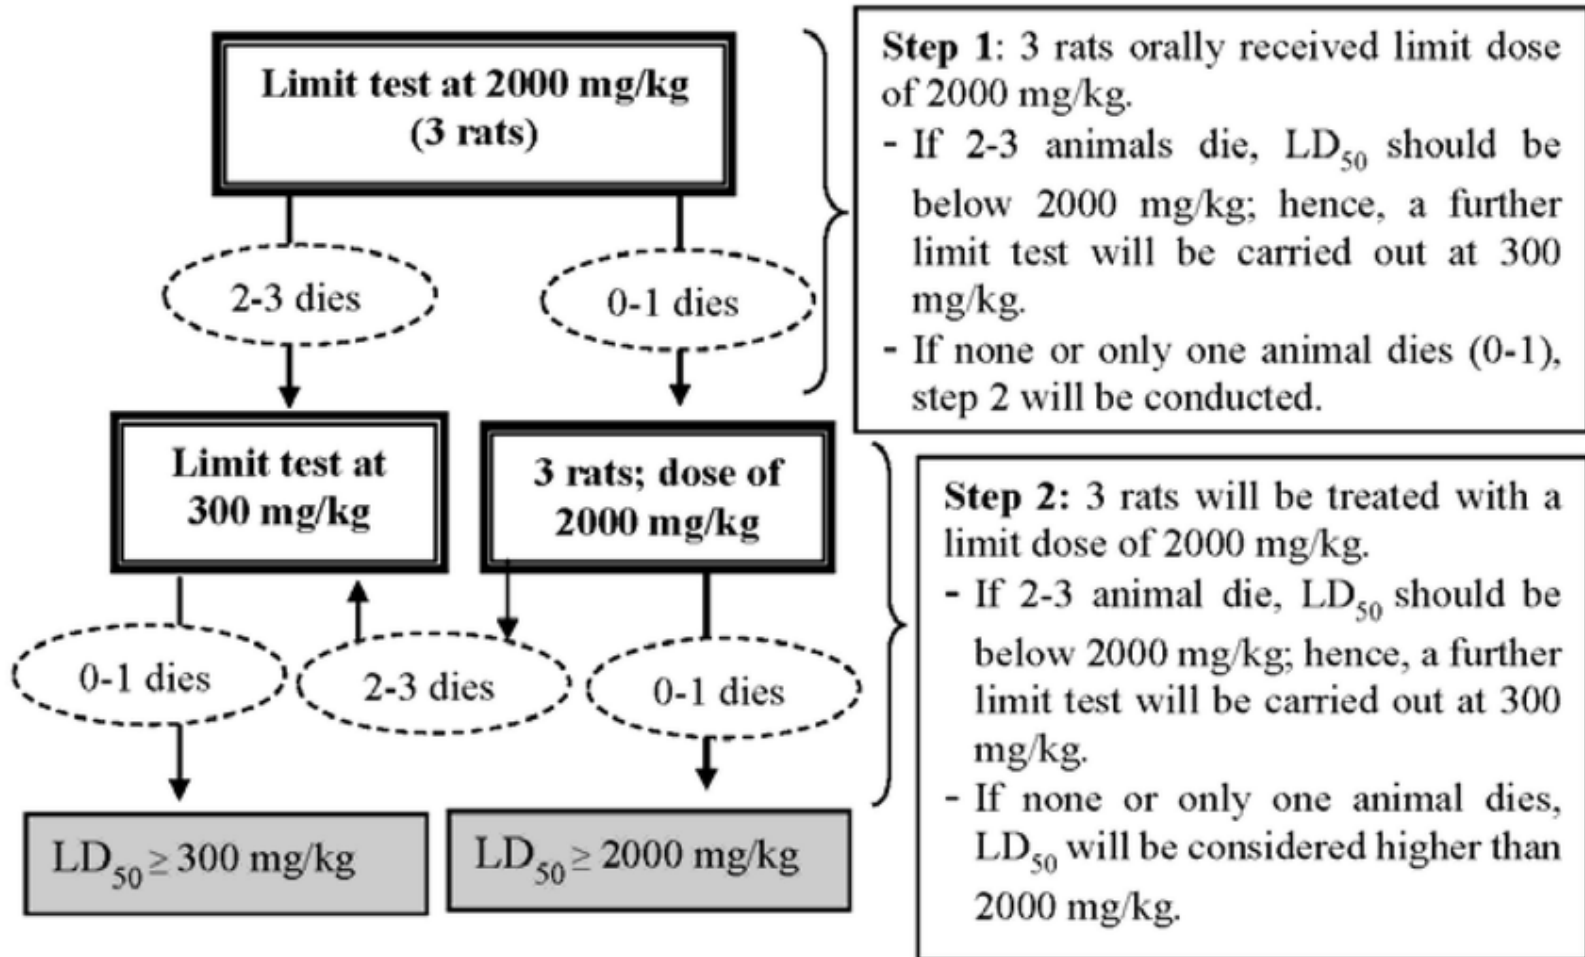 Limit test at 2000 mg/kg
(3 rats)
2-3 dies
0-1 dies
Limit test at
300 mg/kg
3 rats; dose of
2000 mg/kg
0-1 dies
2-3 dies
0-1 dies
LD50 ≥ 300 mg/kg
LD50 ≥ 2000 mg/kg
Step 1: 3 rats orally received limit dose
of 2000 mg/kg.
- If 2-3 animals die, LD50 should be
below 2000 mg/kg; hence, a further
limit test will be carried out at 300
mg/kg.
- If none or only one animal dies (0-1),
step 2 will be conducted.
Step 2: 3 rats will be treated with a
limit dose of 2000 mg/kg.
- If 2-3 animal die, LD50 should be
below 2000 mg/kg; hence, a further
limit test will be carried out at 300
mg/kg.
- If none or only one animal dies,
LD50 will be considered higher than
2000 mg/kg.